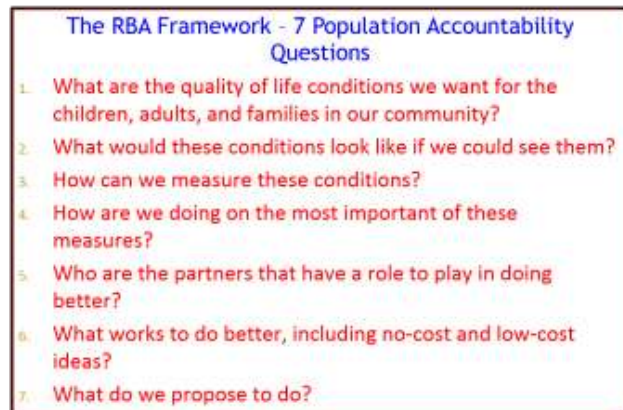 The RBA Framework - 7 Population Accountability
Questions
1. What are the quality of life conditions we want for the
children, adults, and families in our community?
2. What would these conditions look like if we could see them?
3. How can we measure these conditions?
4. How are we doing on the most important of these
measures?
5. Who are the partners that have a role to play in doing
better?
6. What works to do better, including no-cost and low-cost
ideas?
7. What do we propose to do?